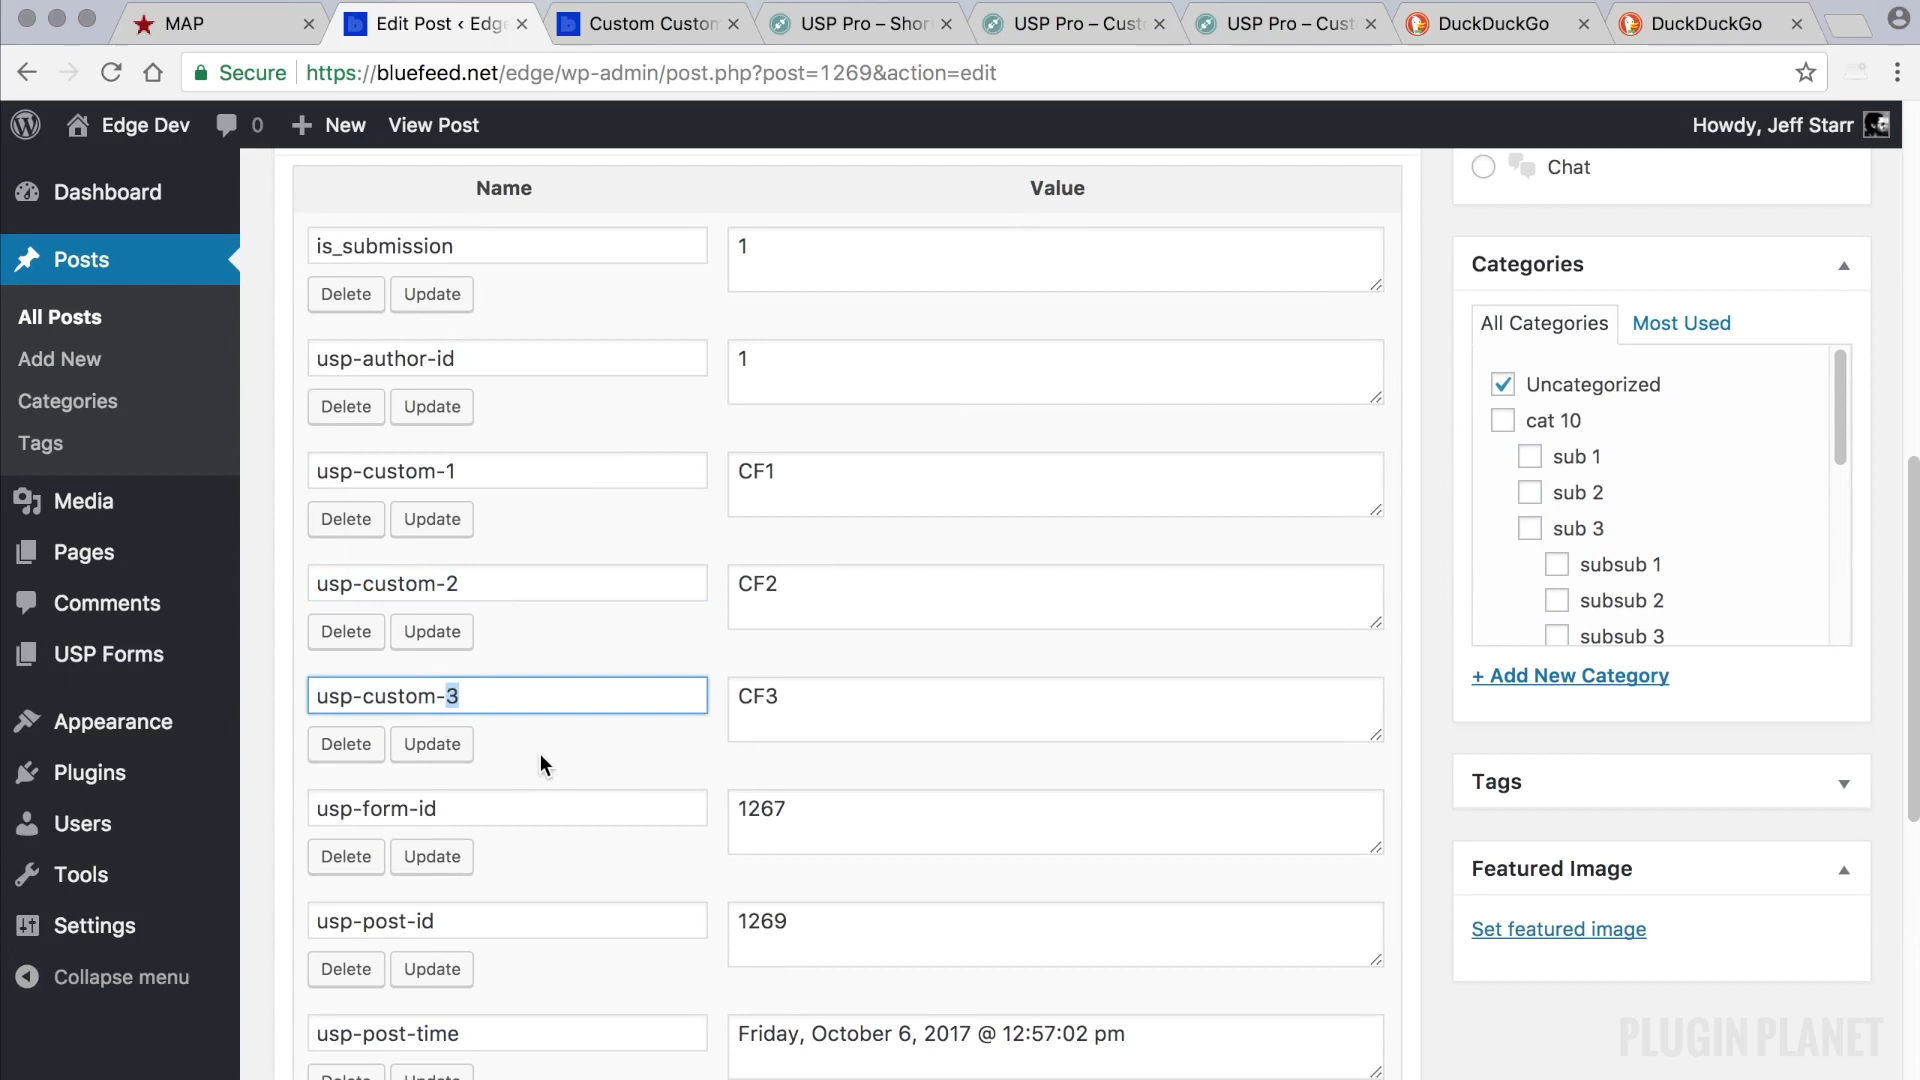 MAP
Edit Post ‹ Edge
Custom Custom
USP Pro – Shor
USP Pro – Cust
USP Pro – Cust
DuckDuckGo
DuckDuckGo
Secure
https://bluefeed.net/edge/wp-admin/post.php?post=1269&action=edit
Edge Dev
0
New
View Post
Howdy, Jeff Starr
Dashboard
Posts
All Posts
Add New
Categories
Tags
Media
Pages
Comments
USP Forms
Appearance
Plugins
Users
Tools
Settings
Collapse menu
Name
Value
is_submission
1
Delete
Update
usp-author-id
1
Delete
Update
usp-custom-1
CF1
Delete
Update
usp-custom-2
CF2
Delete
Update
usp-custom-3
CF3
Delete
Update
usp-form-id
1267
Delete
Update
usp-post-id
1269
Delete
Update
usp-post-time
Friday, October 6, 2017 @ 12:57:02 pm
Delete
Update
Chat
Categories
All Categories
Most Used
Uncategorized
cat 10
sub 1
sub 2
sub 3
subsub 1
subsub 2
subsub 3
+ Add New Category
Tags
Featured Image
Set featured image
PLUGIN PLANET